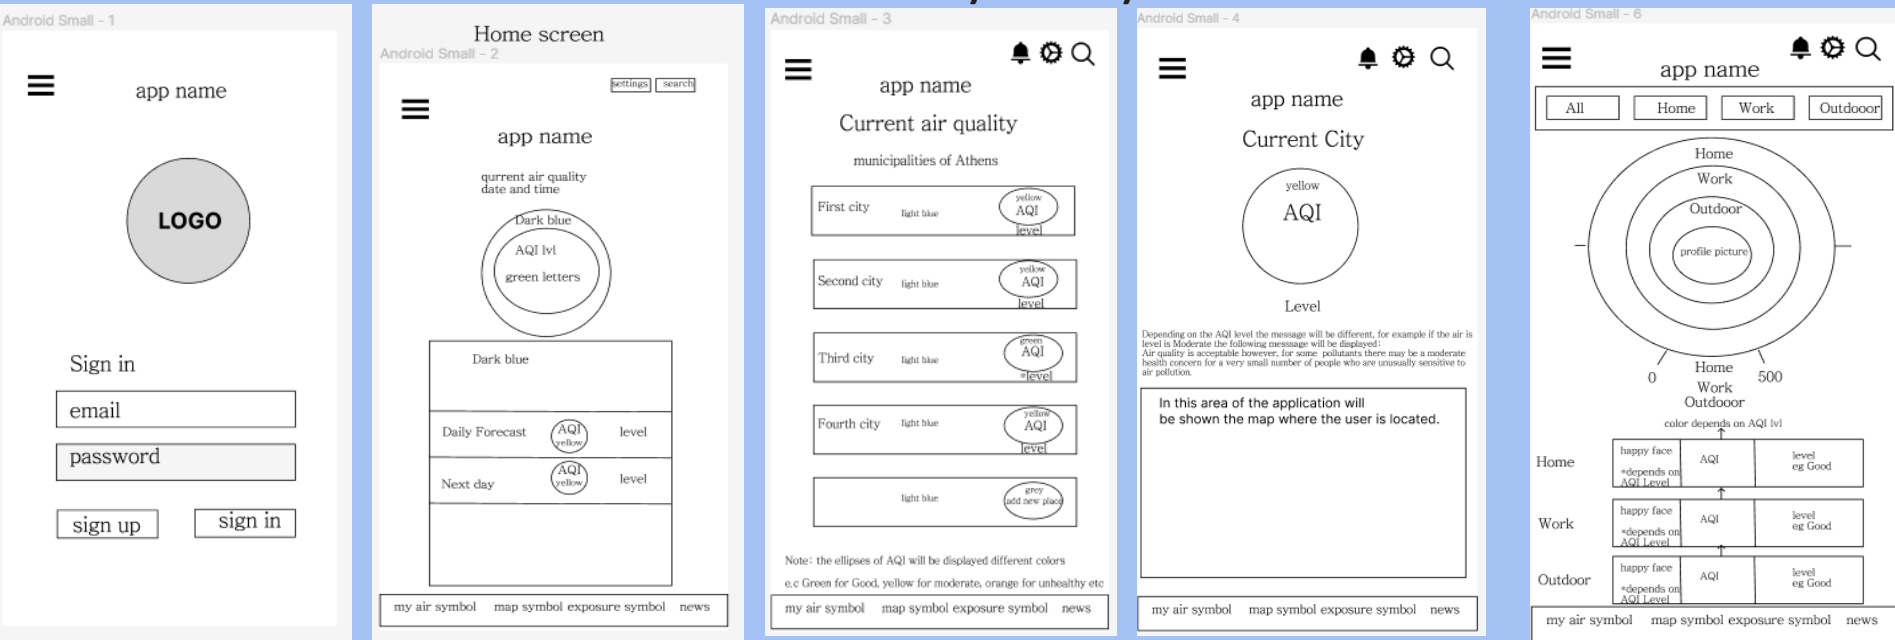 Android Small - 1
app name
LOGO
Sign in
email
password
sign up
sign in
Home screen
Android Small - 2
settings
search
app name
qurrent air quality
date and time
Dark blue
AQI lvl
green letters
Dark blue
Daily Forecast
AQI
yellow
level
Next day
AQI
yellow
level
my air symbol map symbol exposure symbol news
Android Small - 3
app name
Current air quality
municipalities of Athens
First city
light blue
yellow
AQI
level
Second city
light blue
yellow
AQI
level
Third city
light blue
green
AQI
*level
Fourth city
light blue
yellow
AQI
level
light blue
grey
add new place
Note: the ellipses of AQI will be displayed different colors
e.c Green for Good, yellow for moderate, orange for unhealthy etc
my air symbol map symbol exposure symbol news
Android Small - 4
app name
Current City
yellow
AQI
Level
Depending on the AQI level the message will be different, for example if the air is
level is Moderate the following messsage will be displayed:
Air quality is acceptable however, for some pollutants there may be a moderate
health concern for a very small number of people who are unusually sensitive to
air pollution.
In this area of the application will
be shown the map where the user is located.
my air symbol map symbol exposure symbol news
Android Small - 6
app name
All
Home
Work
Outdooor
Home
Work
Outdoor
profile picture
0
500
Home
Work
Outdooor
color depends on AQI lvl
Home
happy face
*depends on
AQI Level
AQI
level
eg Good
Work
happy face
*depends on
AQI Level
AQI
level
eg Good
Outdoor
happy face
*depends on
AQI Level
AQI
level
eg Good
my air symbol map symbol exposure symbol news